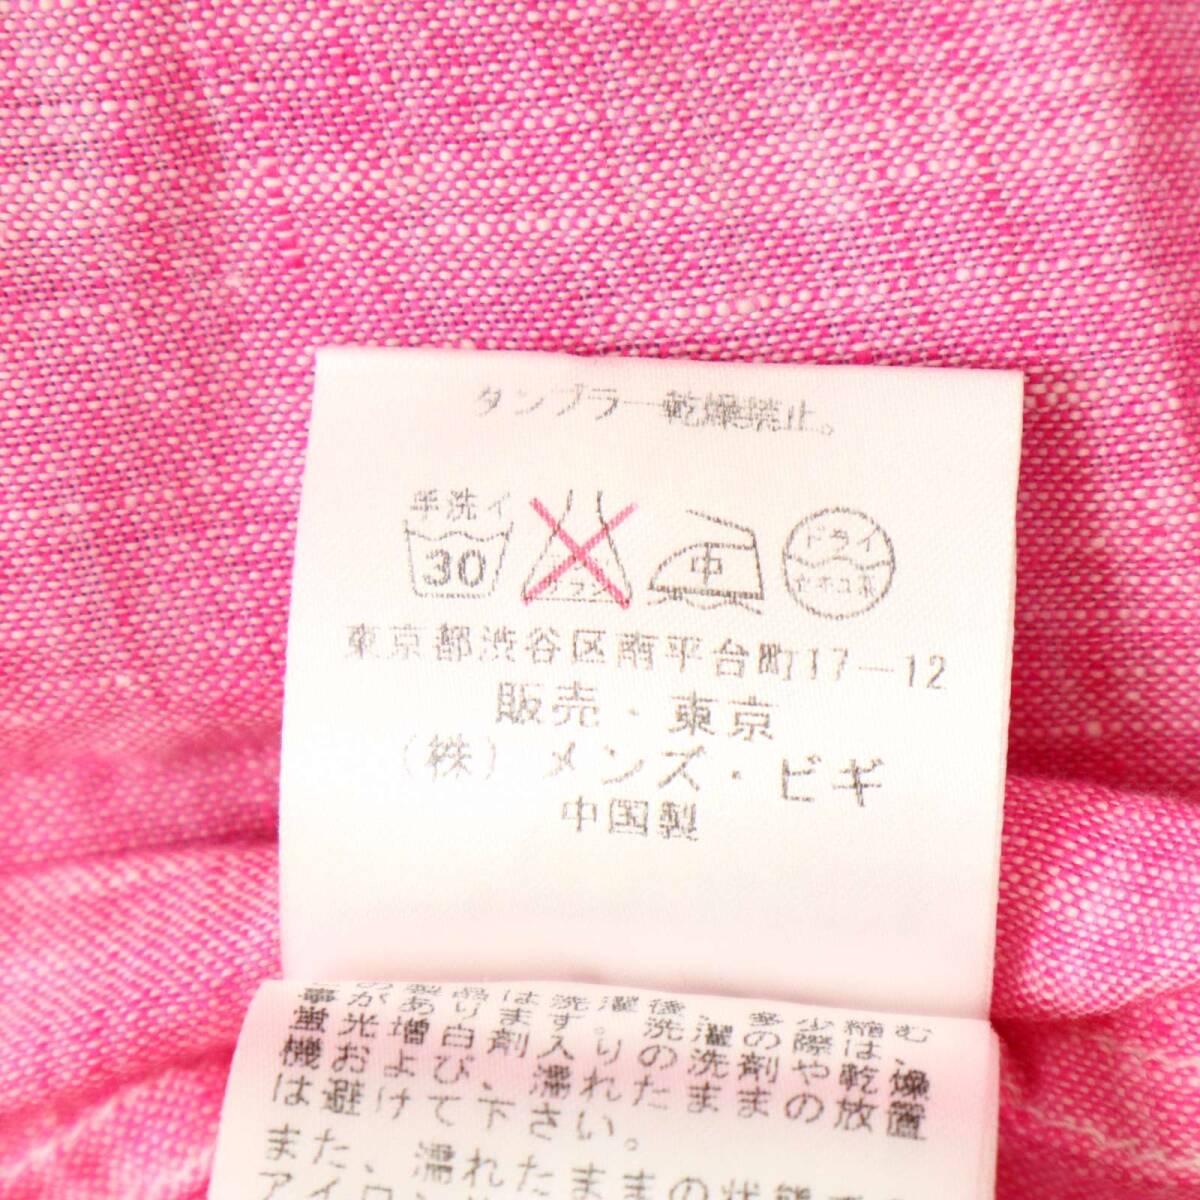 タンブラー乾燥禁止。
手洗イ
30
中
ドライ
東京都渋谷区南平台町17-12
販売・東京
(株)メンズ・ビギ
中国製
の製品は洗濯後、多少縮む
事があります。洗濯の際は、
蛍光増白剤入りの洗剤や乾燥
機および、濡れたままの放置
は避けて下さい。
また、濡れたままの状態で